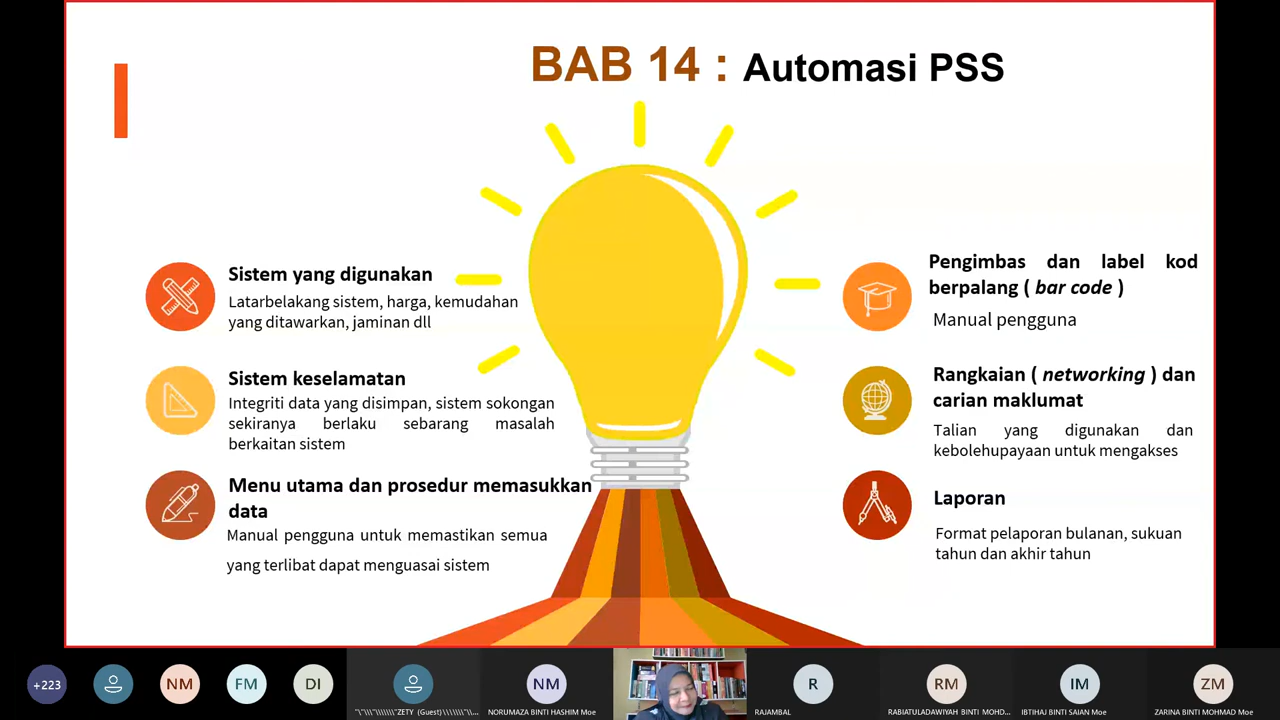 BAB 14 : Automasi PSS
Sistem yang digunakan
Latarbelakang sistem, harga, kemudahan
yang ditawarkan, jaminan dll
Sistem keselamatan
Integriti data yang disimpan, sistem sokongan
sekiranya berlaku sebarang masalah
berkaitan sistem
Menu utama dan prosedur memasukkan
data
Manual pengguna untuk memastikan semua
yang terlibat dapat menguasai sistem
Pengimbas dan label kod
berpalang ( bar code )
Manual pengguna
Rangkaian ( networking ) dan
carian maklumat
Talian yang digunakan dan
kebolehupayaan untuk mengakses
Laporan
Format pelaporan bulanan, sukuan
tahun dan akhir tahun
+223
NM
FM
DI
NM
R
RM
IM
ZM
ZETY (Guest)
NORUMAZA BINTI HASHIM Moe
RAJAMBAL
RABIATULADAWIYAH BINTI MOHD...
IBTIHAJ BINTI SAIAN Moe
ZARINA BINTI MOHMAD Moe